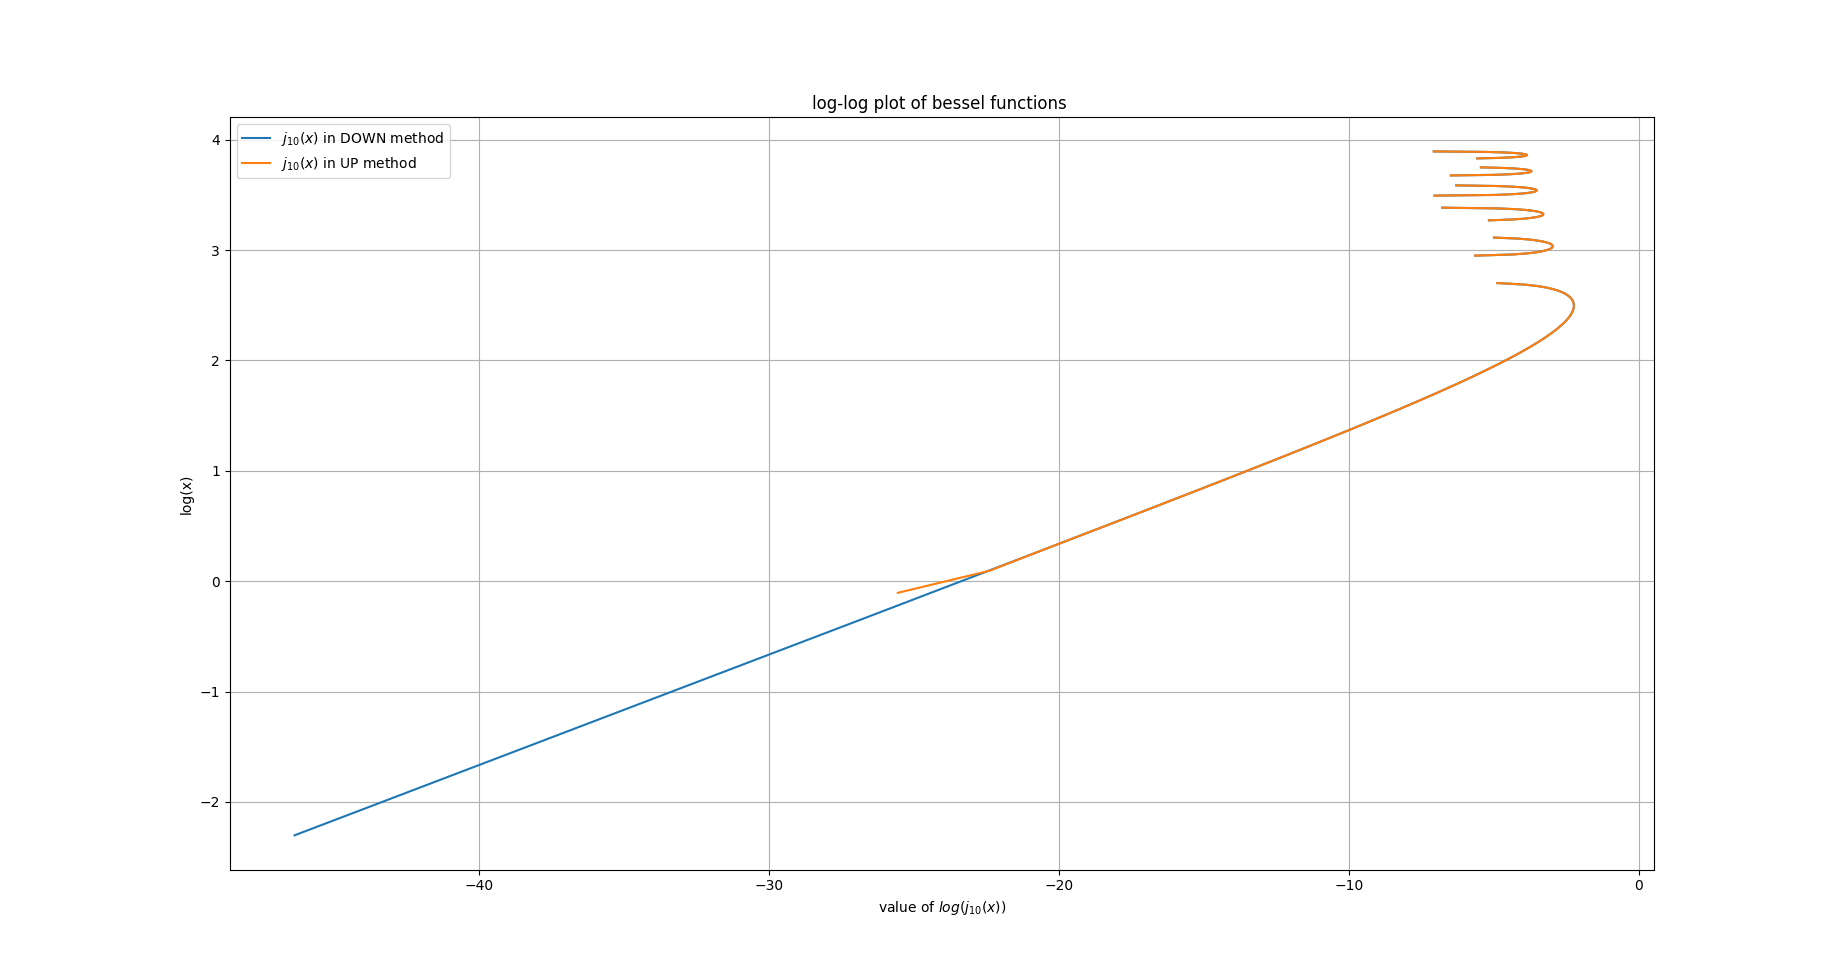 log-log plot of bessel functions
j₁₀(x) in DOWN method
j₁₀(x) in UP method
4
3
2
1
0
−1
−2
log(x)
−40 −30 −20 −10 0
value of log(j₁₀(x))